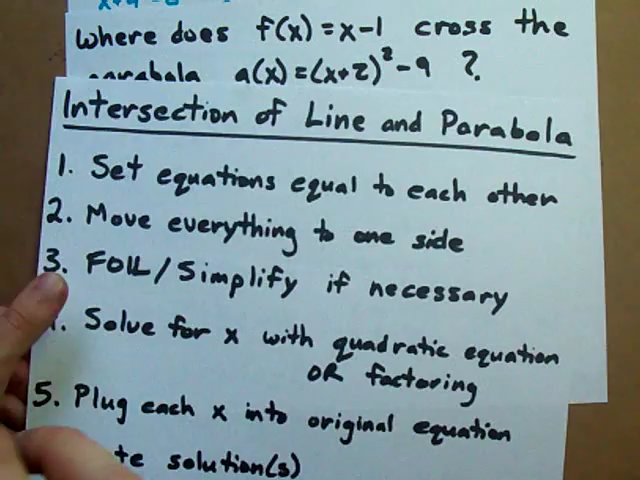 Where does f(x) = x-1 cross the
parabola a(x) = (x+2)² - 9 ?
Intersection of Line and Parabola
1. Set equations equal to each other
2. Move everything to one side
3. FOIL/Simplify if necessary
4. Solve for x with quadratic equation
OR factoring
5. Plug each x into original equation
solution(s)